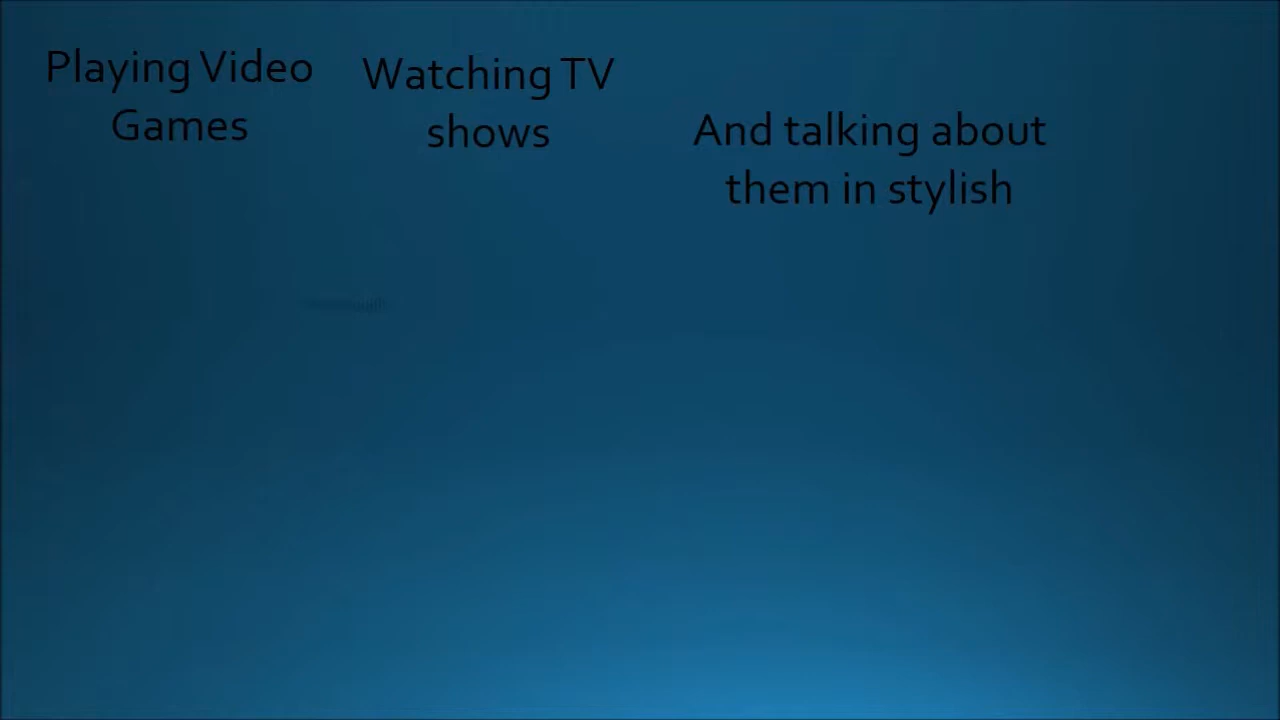 Playing Video
Games
Watching TV
shows
And talking about
them in stylish